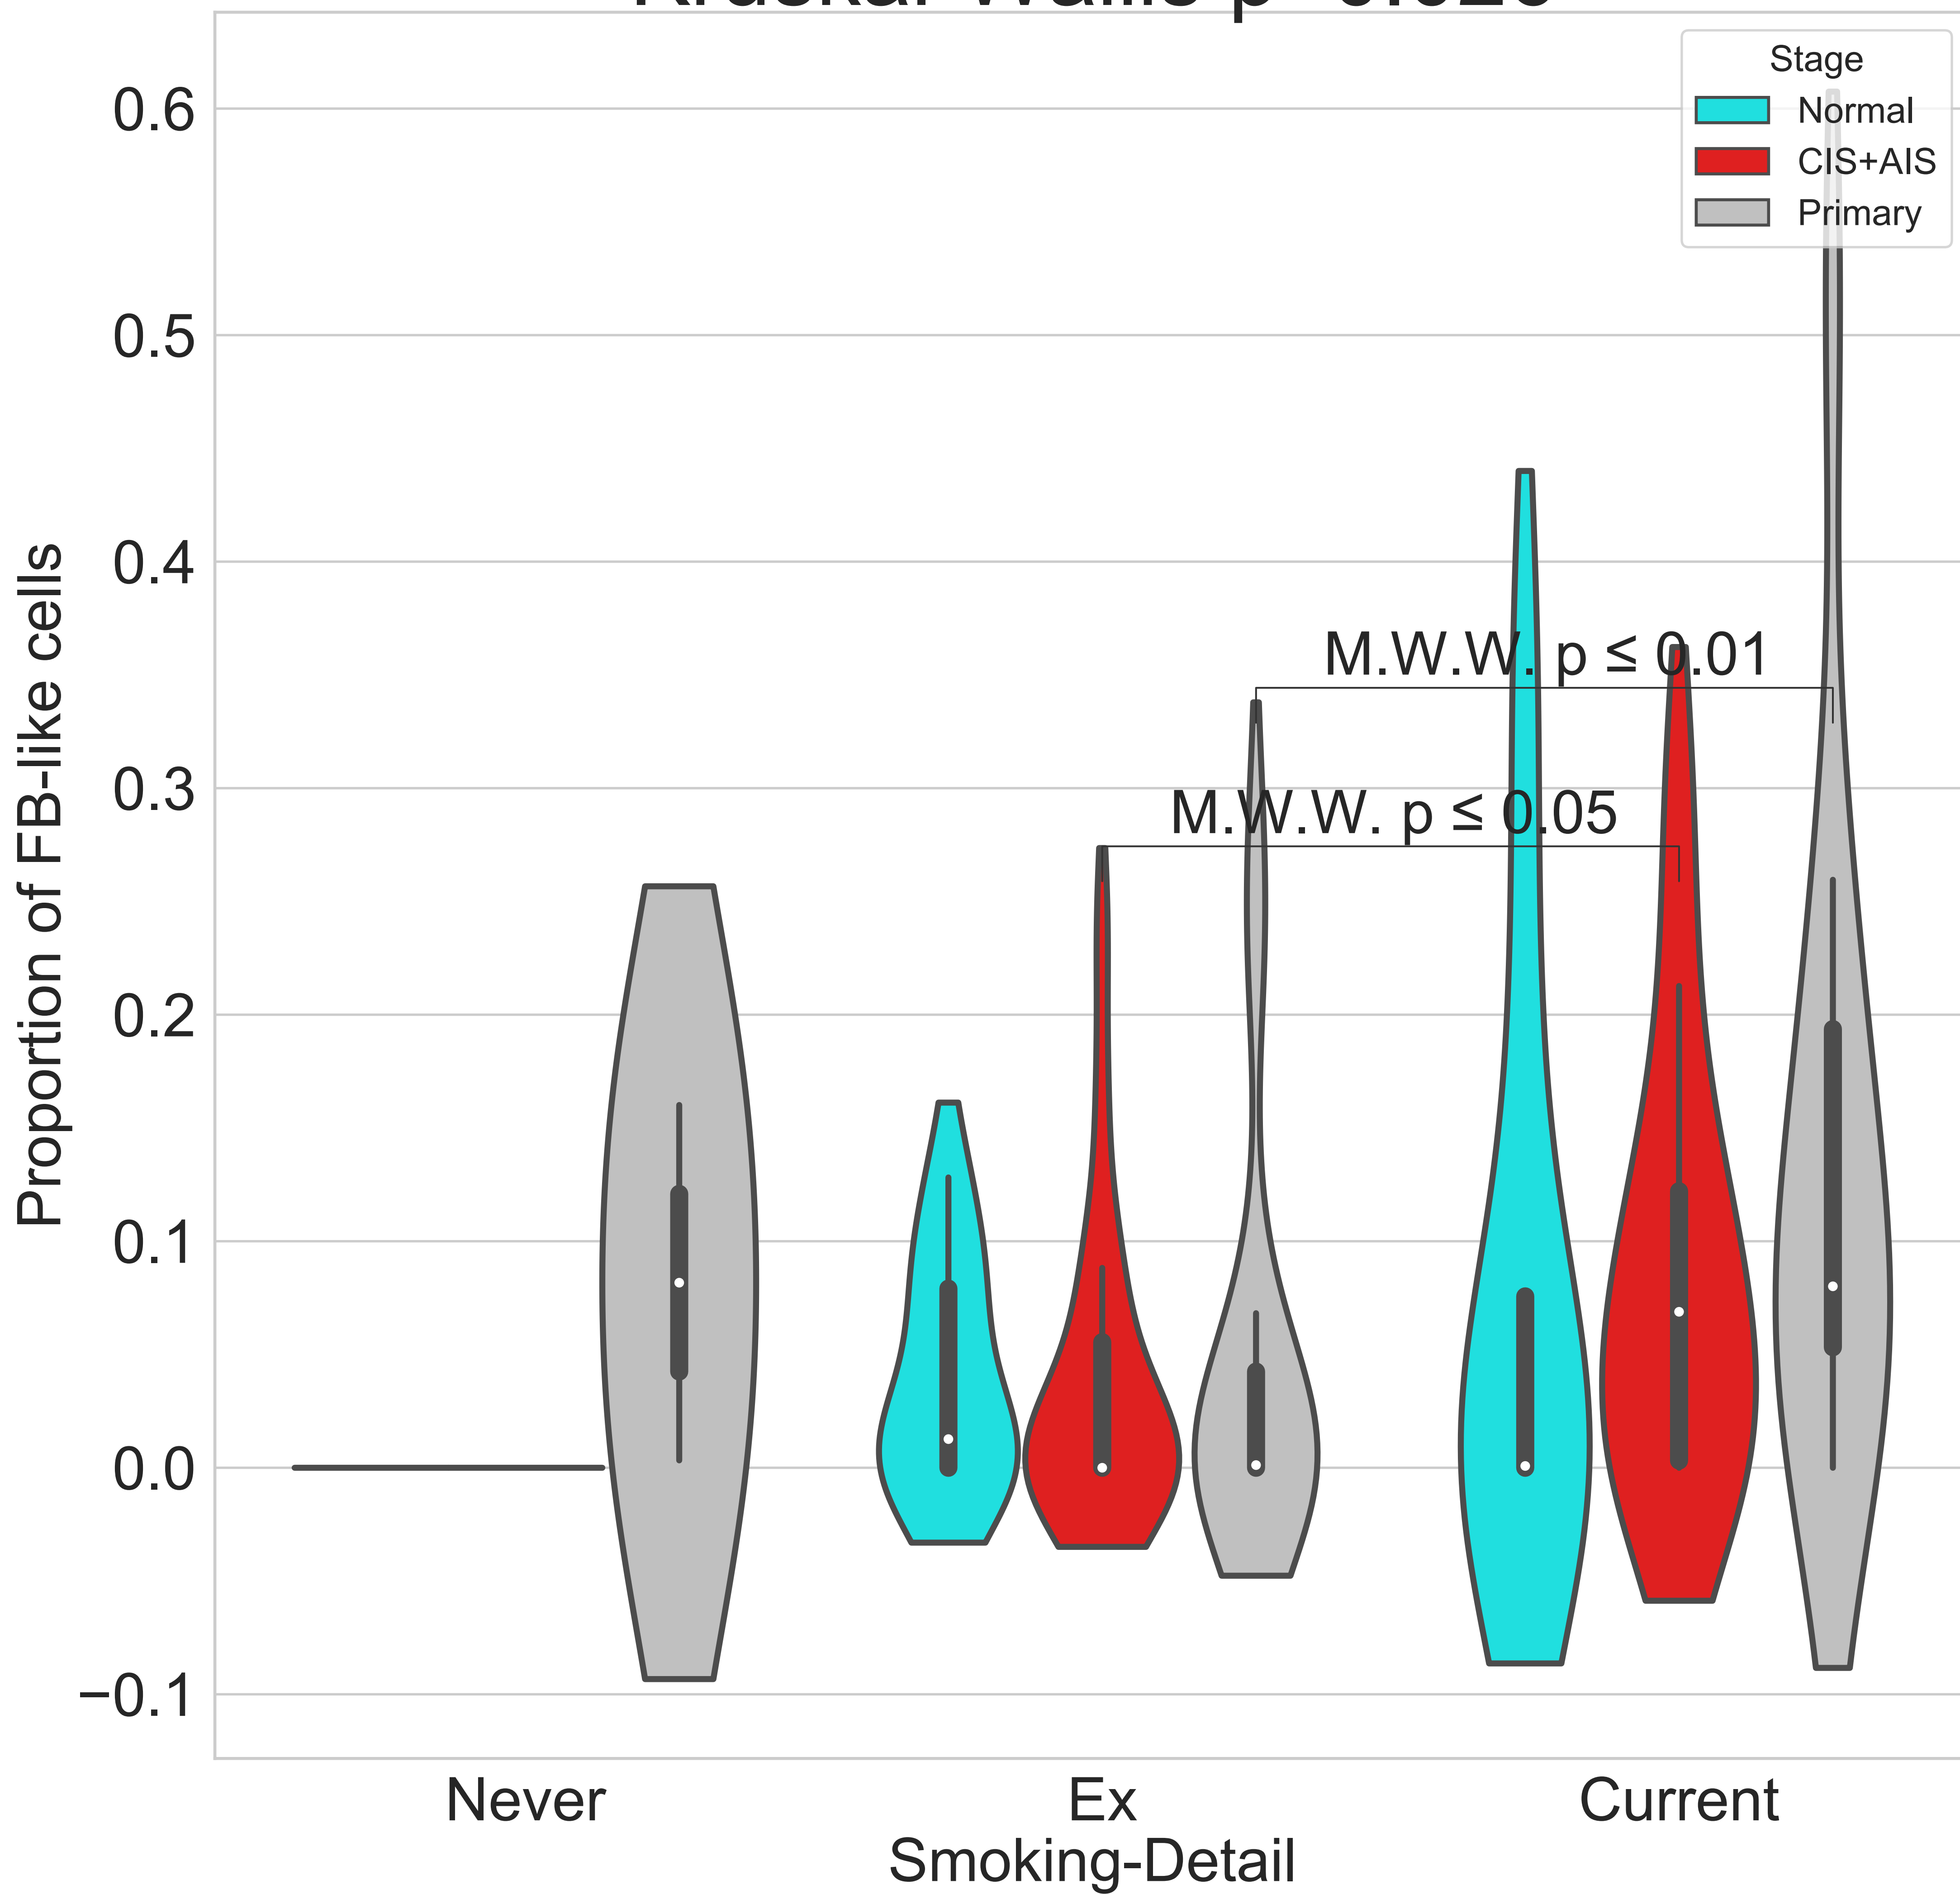 Stage
Normal
CIS+AIS
Primary
0.6
0.5
0.4
0.3
0.2
0.1
0.0
−0.1
Proportion of FB-like cells
M.W.W. p ≤ 0.01
M.W.W. p ≤ 0.05
Never
Ex
Current
Smoking-Detail